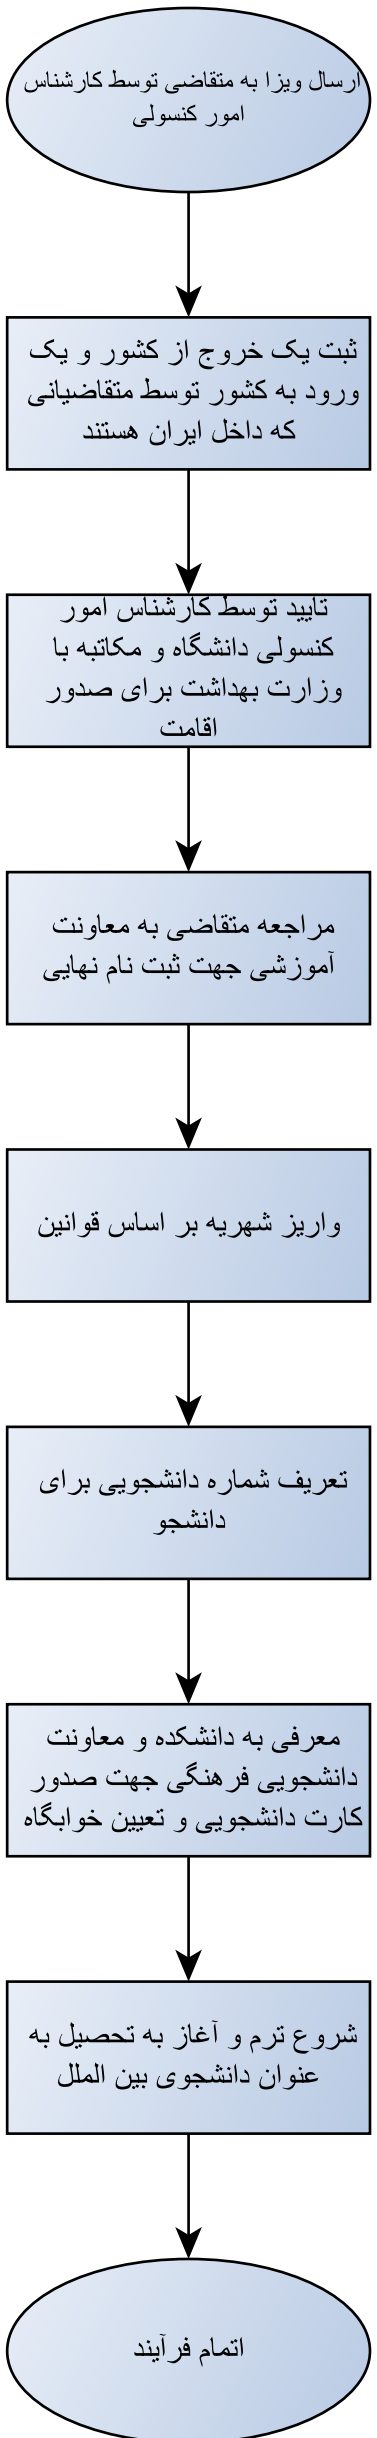 ارسال ویزا به متقاضی توسط کارشناس
امور کنسولی
ثبت یک خروج از کشور و یک
ورود به کشور توسط متقاضیانی
که داخل ایران هستند
تایید توسط کارشناس امور
کنسولی دانشگاه و مکاتبه با
وزارت بهداشت برای صدور
اقامت
مراجعه متقاضی به معاونت
آموزشی جهت ثبت نام نهایی
واریز شهریه بر اساس قوانین
تعریف شماره دانشجویی برای
دانشجو
معرفی به دانشکده و معاونت
دانشجویی فرهنگی جهت صدور
کارت دانشجویی و تعیین خوابگاه
شروع ترم و آغاز به تحصیل به
عنوان دانشجوی بین الملل
اتمام فرآیند